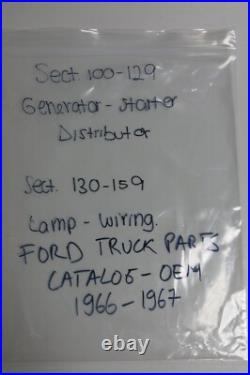 Sect. 100-129
Generator - Starter
Distributor
Sect. 130-159
Lamp - Wiring.
FORD TRUCK PARTS
CATALOG - OEM
1966-1967